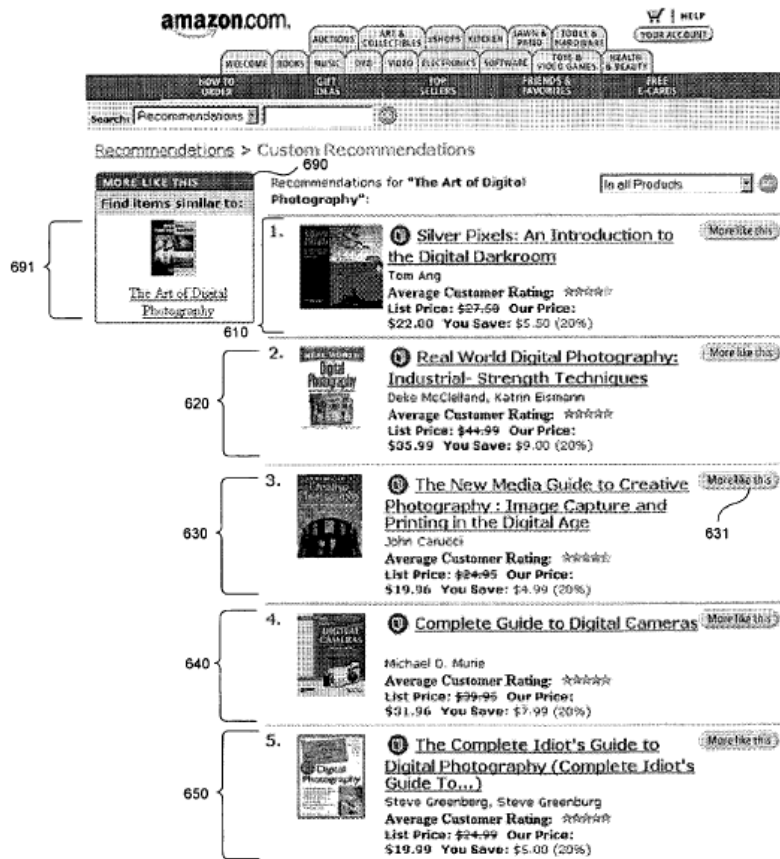 amazon.com.
HELP
YOUR ACCOUNT
AUCTIONS
ART & COLLECTIBLES
zSHOPS
KITCHEN
LAWN & PATIO
TOOLS & HARDWARE
WELCOME
BOOKS
MUSIC
DVD
VIDEO
ELECTRONICS
SOFTWARE
TOYS & VIDEO GAMES
HEALTH & BEAUTY
HOW TO ORDER
GIFT IDEAS
TOP SELLERS
FRIENDS & FAVORITES
FREE E-CARDS
Search: Recommendations
Recommendations > Custom Recommendations
690
MORE LIKE THIS
Find items similar to:
691
The Art of Digital
Photography
Recommendations for "The Art of Digital
Photography":
In all Products
610
1.
Silver Pixels: An Introduction to
the Digital Darkroom
More like this
Tom Ang
Average Customer Rating:
List Price: $27.50 Our Price:
$22.00 You Save: $5.50 (20%)
620
2.
Digital
Photography
Real World Digital Photography:
Industrial- Strength Techniques
More like this
Deke McClelland, Katrin Eismann
Average Customer Rating:
List Price: $44.99 Our Price:
$35.99 You Save: $9.00 (20%)
630
3.
The New Media Guide to Creative
Photography : Image Capture and
Printing in the Digital Age
More like this
631
John Carucci
Average Customer Rating:
List Price: $24.95 Our Price:
$19.96 You Save: $4.99 (20%)
640
4.
DIGITAL
CAMERAS
Complete Guide to Digital Cameras
More like this
Michael D. Murie
Average Customer Rating:
List Price: $39.95 Our Price:
$31.96 You Save: $7.99 (20%)
650
5.
Digital
Photography
The Complete Idiot's Guide to
Digital Photography (Complete Idiot's
Guide To...)
More like this
Steve Greenberg, Steve Greenburg
Average Customer Rating:
List Price: $24.99 Our Price:
$19.99 You Save: $5.00 (20%)